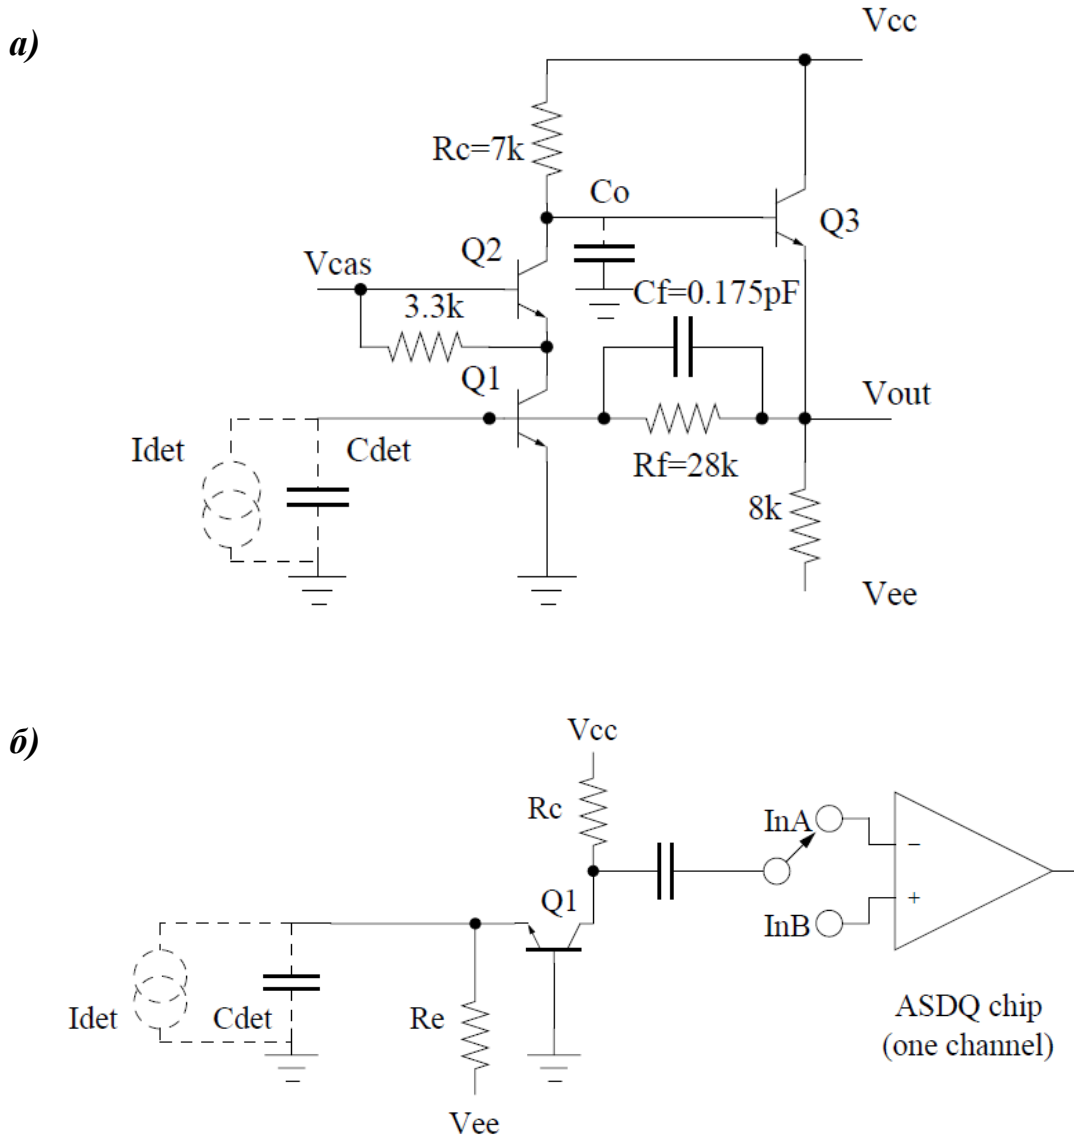 а)
Vcc
Rc=7k
Co
Q3
Q2
Vcas
Cf=0.175pF
3.3k
Q1
Vout
Idet
Cdet
Rf=28k
8k
Vee
б)
Vcc
Rc
InA
Q1
InB
Idet
Cdet
Re
ASDQ chip
(one channel)
Vee
−
+